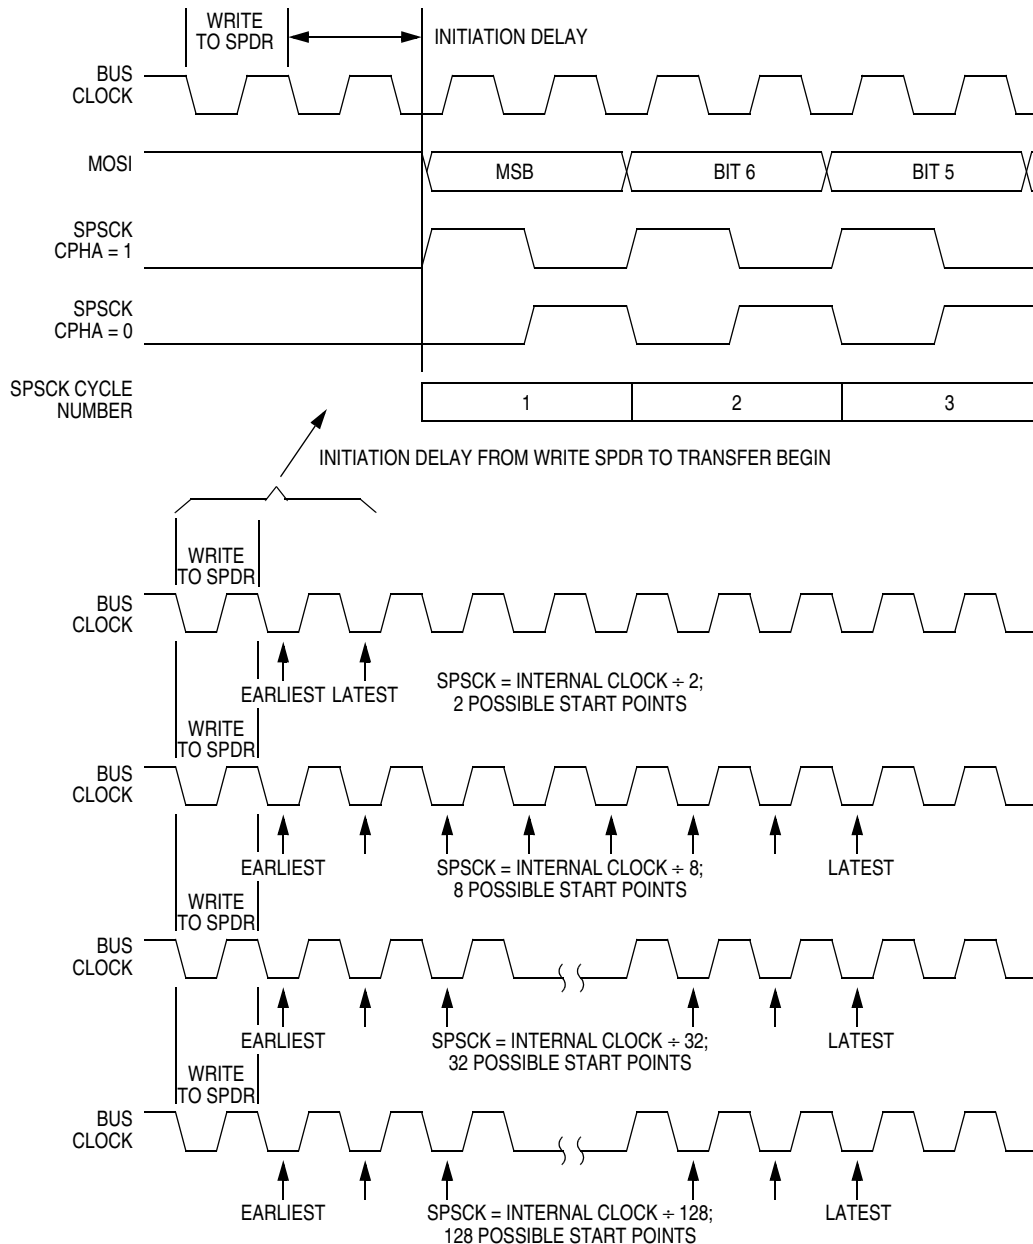 WRITE
TO SPDR
INITIATION DELAY
BUS
CLOCK
MOSI
MSB
BIT 6
BIT 5
SPSCK
CPHA = 1
SPSCK
CPHA = 0
SPSCK CYCLE
NUMBER
1
2
3
INITIATION DELAY FROM WRITE SPDR TO TRANSFER BEGIN
WRITE
TO SPDR
BUS
CLOCK
EARLIEST
LATEST
SPSCK = INTERNAL CLOCK ÷ 2;
2 POSSIBLE START POINTS
WRITE
TO SPDR
BUS
CLOCK
EARLIEST
SPSCK = INTERNAL CLOCK ÷ 8;
8 POSSIBLE START POINTS
LATEST
WRITE
TO SPDR
BUS
CLOCK
EARLIEST
SPSCK = INTERNAL CLOCK ÷ 32;
32 POSSIBLE START POINTS
LATEST
WRITE
TO SPDR
BUS
CLOCK
EARLIEST
SPSCK = INTERNAL CLOCK ÷ 128;
128 POSSIBLE START POINTS
LATEST